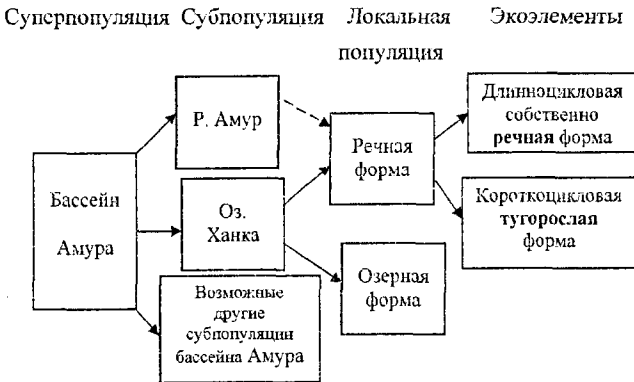 Суперпопуляция Субпопуляция Локальная Экоэлементы
популяция
Р. Амур
Длинноцикловая
собственно
речная форма
Речная
форма
Бассейн
Амура
Оз.
Ханка
Короткоцикловая
тугорослая
форма
Озерная
форма
Возможные
другие
субпопуляции
бассейна Амура